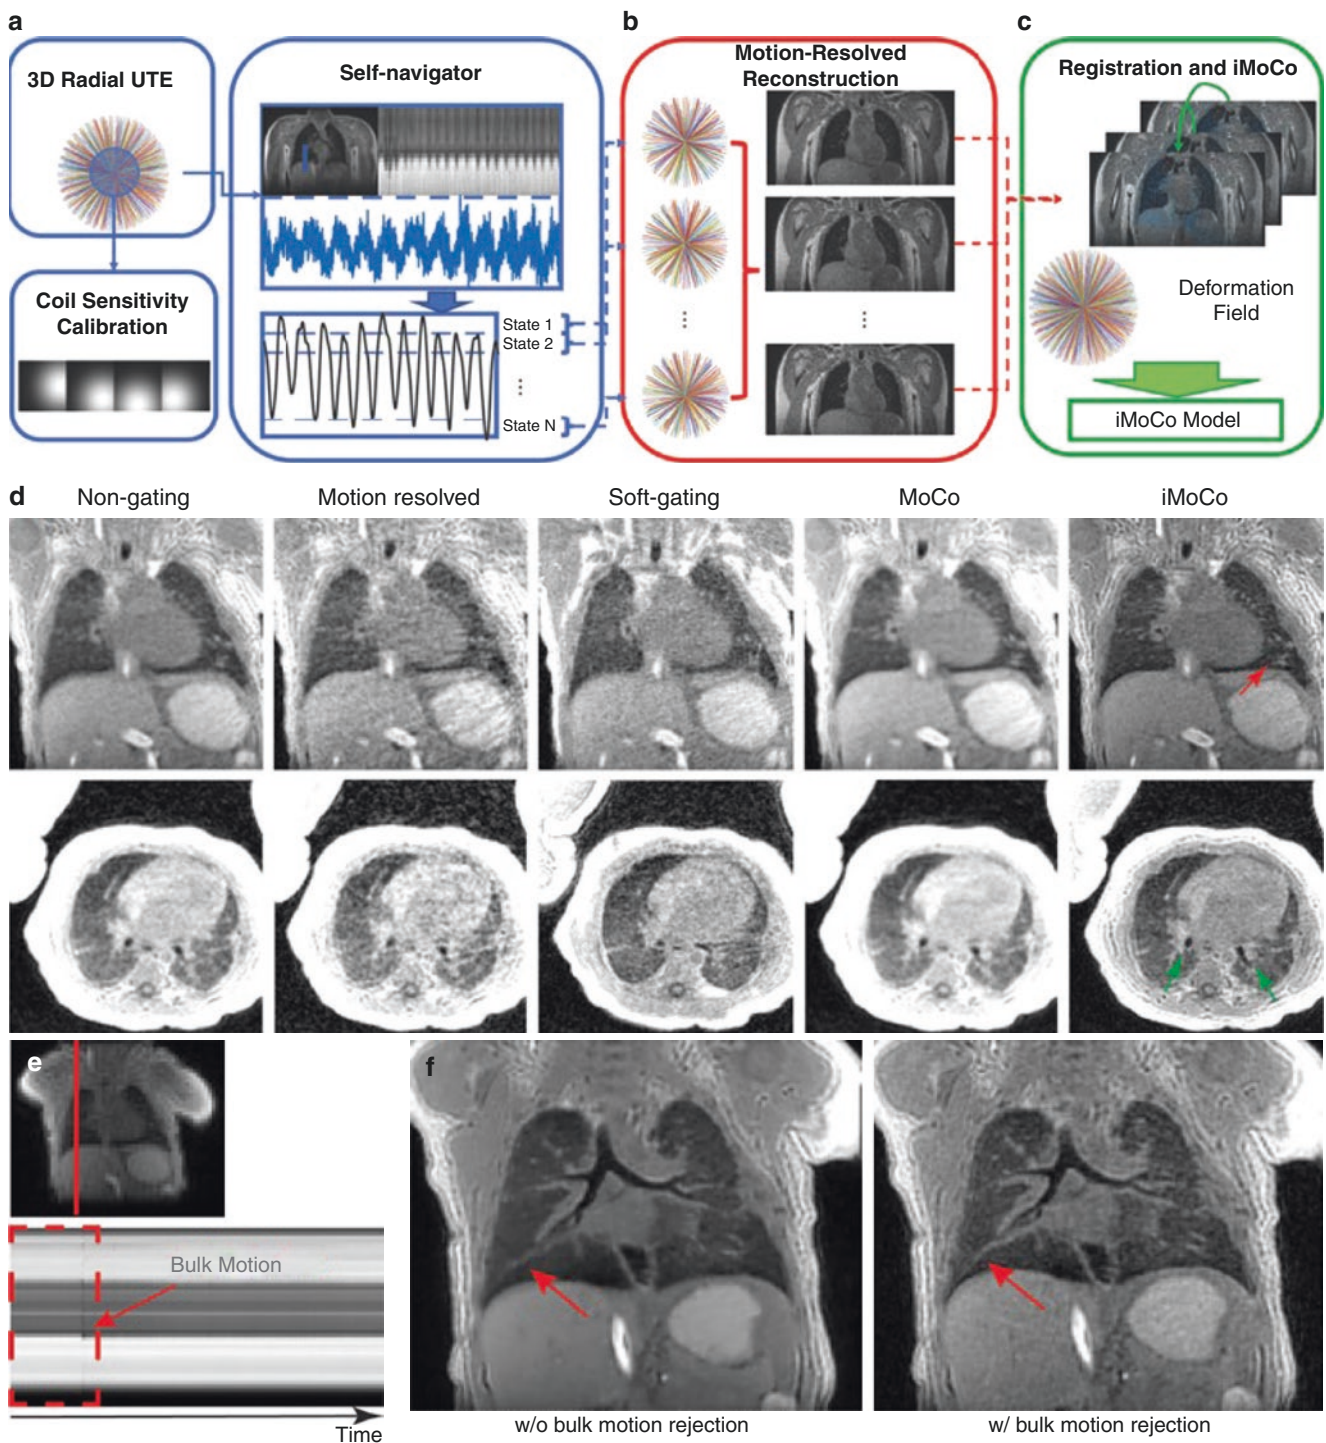 a
3D Radial UTE
Coil Sensitivity
Calibration
Self-navigator
State 1
State 2
⋮
State N
b
Motion-Resolved
Reconstruction
⋮
⋮
c
Registration and iMoCo
Deformation
Field
iMoCo Model
d
Non-gating
Motion resolved
Soft-gating
MoCo
iMoCo
e
Bulk Motion
Time
f
w/o bulk motion rejection
w/ bulk motion rejection